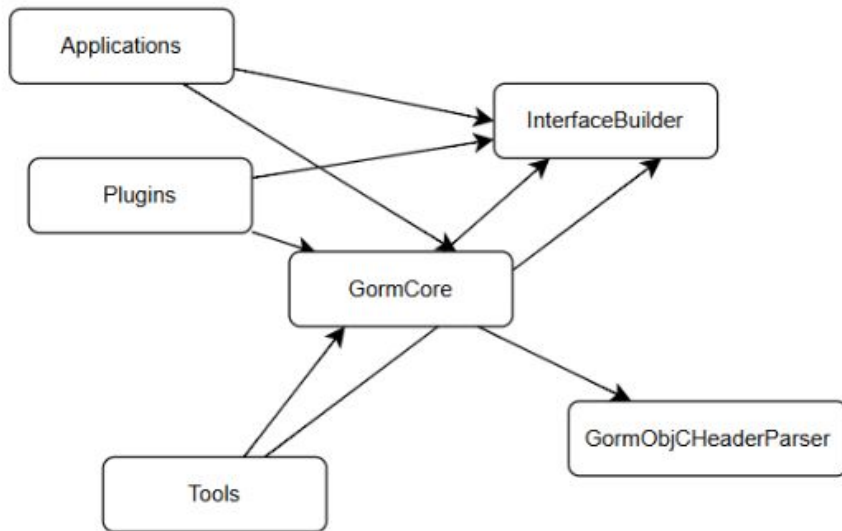 Applications
InterfaceBuilder
Plugins
GormCore
GormObjCHeaderParser
Tools